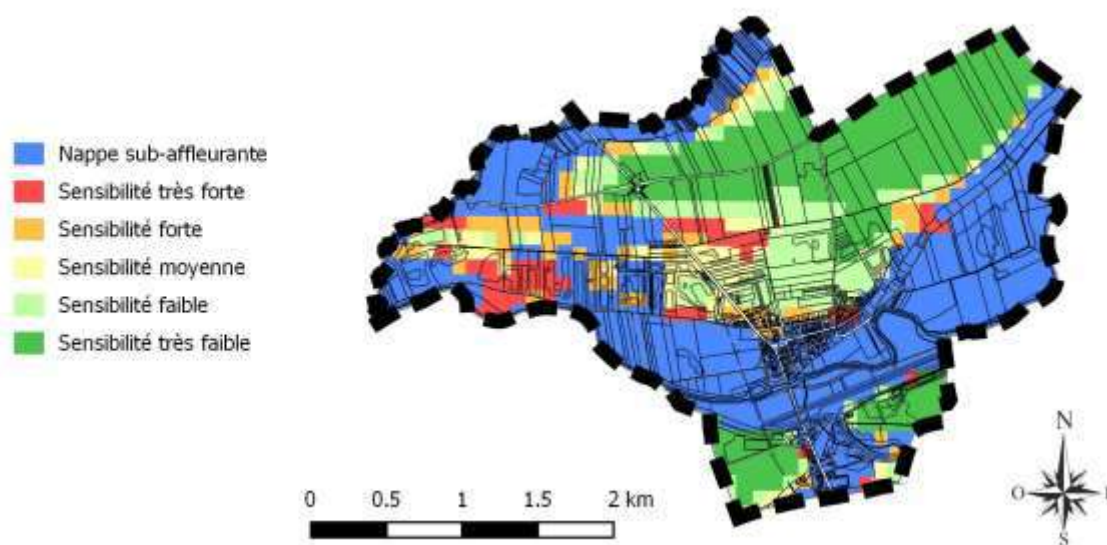 Nappe sub-affleurante
Sensibilité très forte
Sensibilité forte
Sensibilité moyenne
Sensibilité faible
Sensibilité très faible
0 0.5 1 1.5 2 km
N
O
S